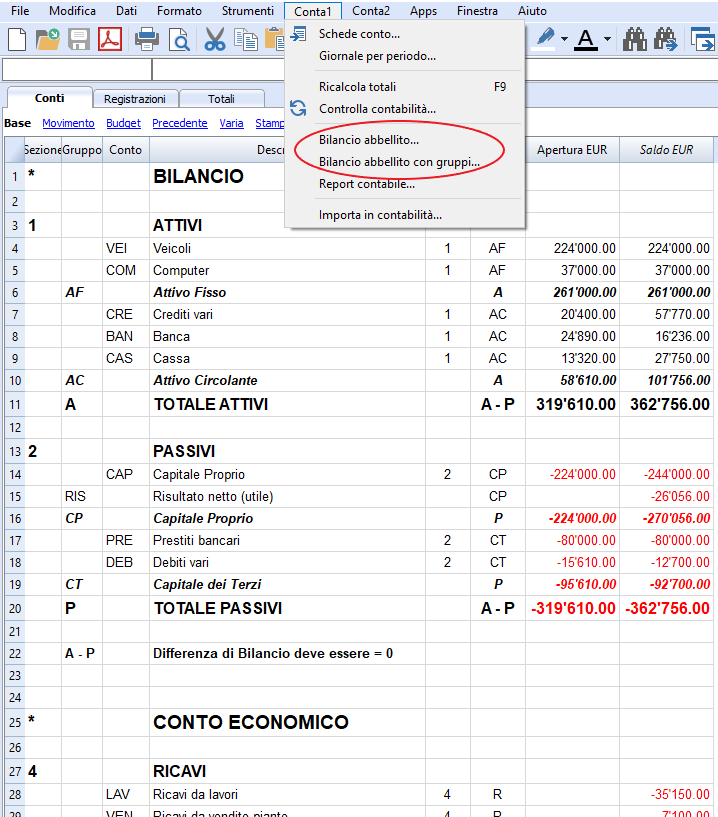 File Modifica Dati Formato Strumenti Conta1 Conta2 Apps Finestra Aiuto
Schede conto...
Giornale per periodo...
Ricalcola totali F9
Controlla contabilità...
Bilancio abbellito...
Bilancio abbellito con gruppi...
Report contabile...
Importa in contabilità...
A
Conti Registrazioni Totali
Base Movimento Budget Precedente Varia Stamp
Sezione Gruppo Conto Descr Apertura EUR Saldo EUR
1 * BILANCIO
2
3 1 ATTIVI
4 VEI Veicoli 1 AF 224'000.00 224'000.00
5 COM Computer 1 AF 37'000.00 37'000.00
6 AF Attivo Fisso A 261'000.00 261'000.00
7 CRE Crediti vari 1 AC 20'400.00 57'770.00
8 BAN Banca 1 AC 24'890.00 16'236.00
9 CAS Cassa 1 AC 13'320.00 27'750.00
10 AC Attivo Circolante A 58'610.00 101'756.00
11 A TOTALE ATTIVI A - P 319'610.00 362'756.00
12
13 2 PASSIVI
14 CAP Capitale Proprio 2 CP -224'000.00 -244'000.00
15 RIS Risultato netto (utile) CP -26'056.00
16 CP Capitale Proprio P -224'000.00 -270'056.00
17 PRE Prestiti bancari 2 CT -80'000.00 -80'000.00
18 DEB Debiti vari 2 CT -15'610.00 -12'700.00
19 CT Capitale dei Terzi P -95'610.00 -92'700.00
20 P TOTALE PASSIVI A - P -319'610.00 -362'756.00
21
22 A - P Differenza di Bilancio deve essere = 0
23
24
25 * CONTO ECONOMICO
26
27 4 RICAVI
28 LAV Ricavi da lavori 4 R -35'150.00
29 VEN Ricavi da vendite piante 4 R -7'100.00